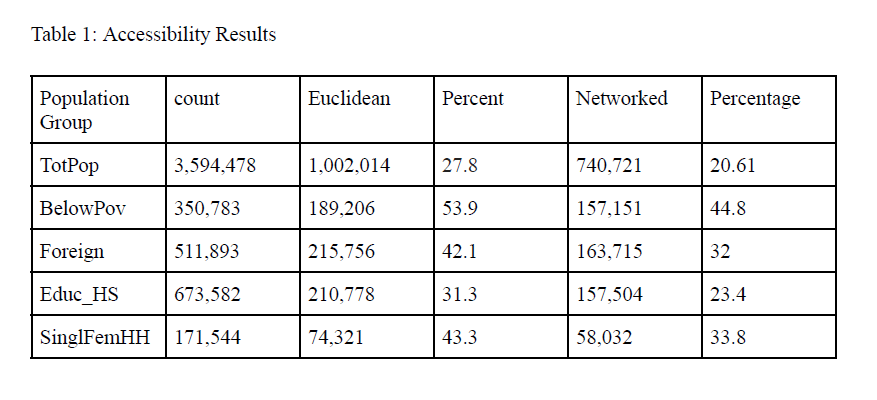 Table 1: Accessibility Results
Population Group count Euclidean Percent Networked Percentage
TotPop 3,594,478 1,002,014 27.8 740,721 20.61
BelowPov 350,783 189,206 53.9 157,151 44.8
Foreign 511,893 215,756 42.1 163,715 32
Educ_HS 673,582 210,778 31.3 157,504 23.4
SinglFemHH 171,544 74,321 43.3 58,032 33.8